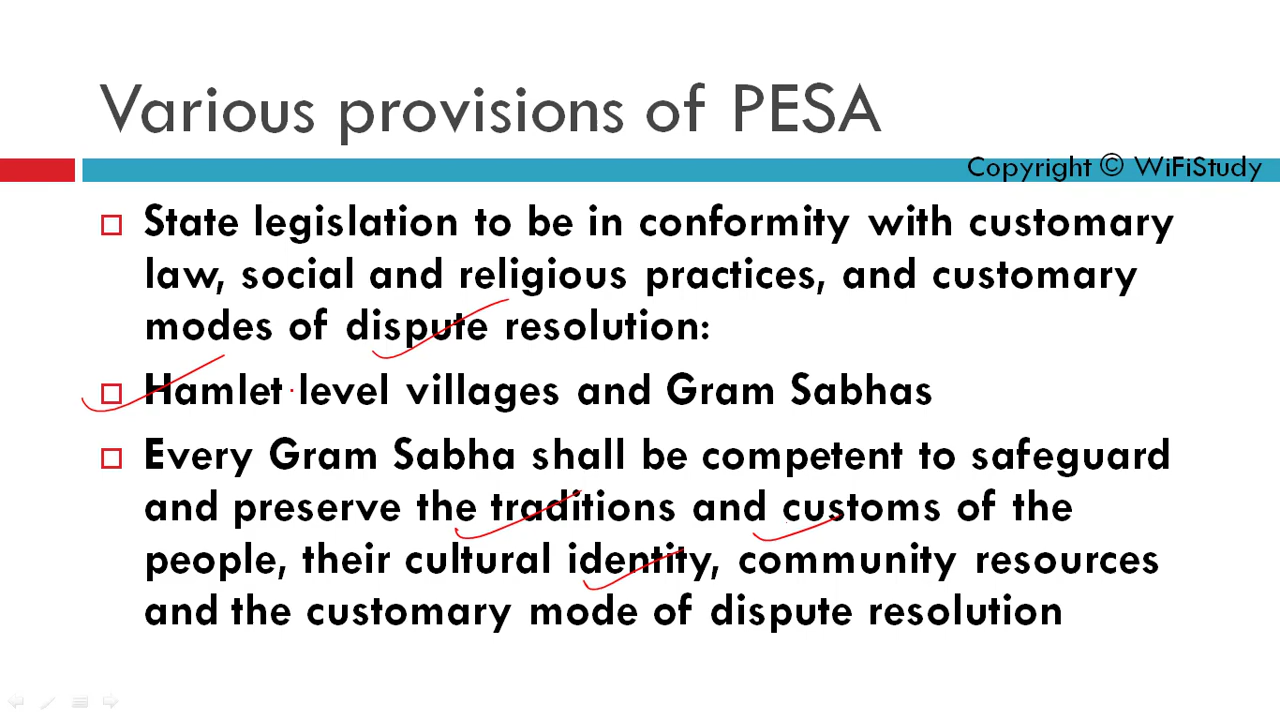 Various provisions of PESA
Copyright © WiFiStudy
State legislation to be in conformity with customary
law, social and religious practices, and customary
modes of dispute resolution:
Hamlet level villages and Gram Sabhas
Every Gram Sabha shall be competent to safeguard
and preserve the traditions and customs of the
people, their cultural identity, community resources
and the customary mode of dispute resolution